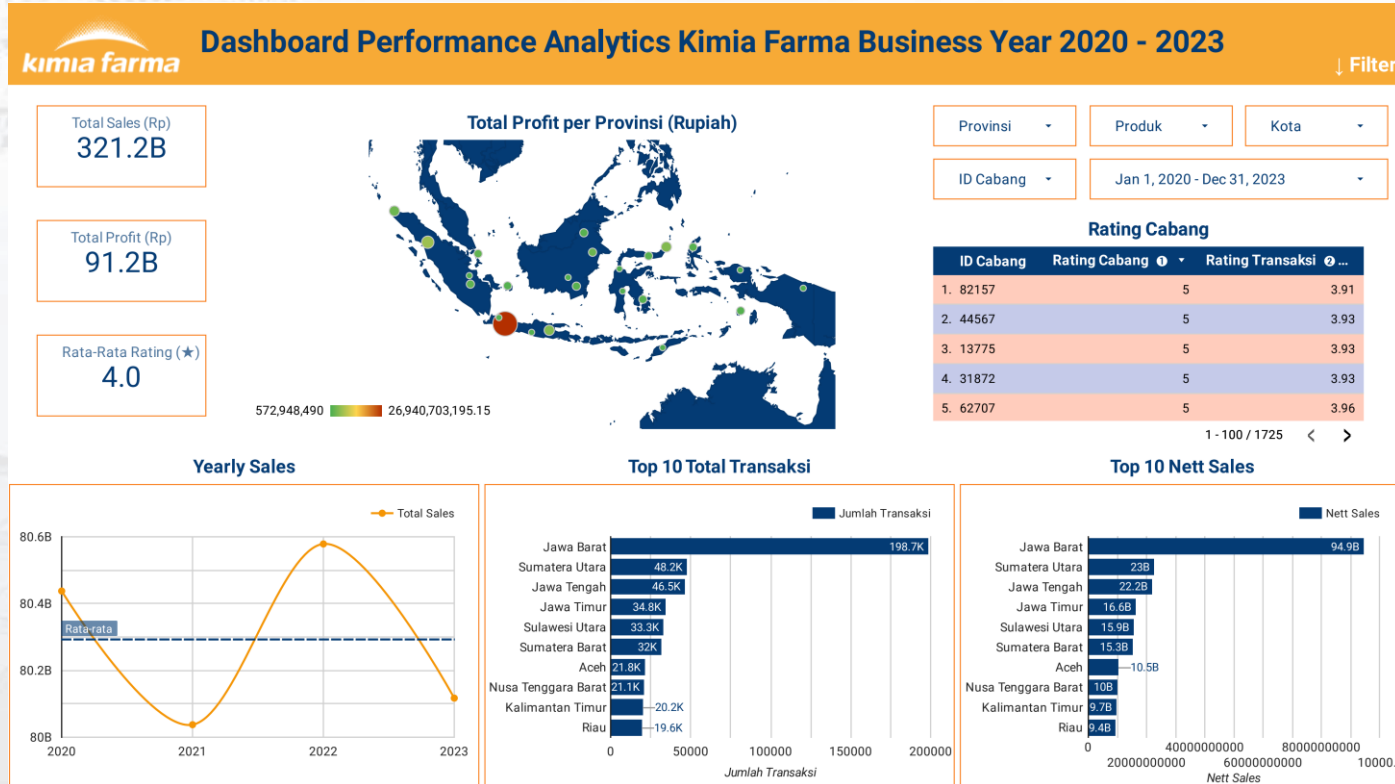 kimia farma
Dashboard Performance Analytics Kimia Farma Business Year 2020 - 2023
↓ Filter
Total Sales (Rp)
321.2B
Total Profit (Rp)
91.2B
Rata-Rata Rating (★)
4.0
Total Profit per Provinsi (Rupiah)
572,948,490 26,940,703,195.15
Provinsi Produk Kota
ID Cabang Jan 1, 2020 - Dec 31, 2023
Rating Cabang
ID Cabang Rating Cabang ❶ Rating Transaksi ❷ ...
1. 82157 5 3.91
2. 44567 5 3.93
3. 13775 5 3.93
4. 31872 5 3.93
5. 62707 5 3.96
1 - 100 / 1725 < >
Yearly Sales
Total Sales
80.6B
80.4B
Rata-rata
80.2B
80B
2020 2021 2022 2023
Top 10 Total Transaksi
Jumlah Transaksi
Jawa Barat 198.7K
Sumatera Utara 48.2K
Jawa Tengah 46.5K
Jawa Timur 34.8K
Sulawesi Utara 33.3K
Sumatera Barat 32K
Aceh 21.8K
Nusa Tenggara Barat 21.1K
Kalimantan Timur 20.2K
Riau 19.6K
0 50000 100000 150000 200000
Jumlah Transaksi
Top 10 Nett Sales
Nett Sales
Jawa Barat 94.9B
Sumatera Utara 23B
Jawa Tengah 22.2B
Jawa Timur 16.6B
Sulawesi Utara 15.9B
Sumatera Barat 15.3B
Aceh 10.5B
Nusa Tenggara Barat 10B
Kalimantan Timur 9.7B
Riau 9.4B
0 40000000000 80000000000
20000000000 60000000000 10000.
Nett Sales